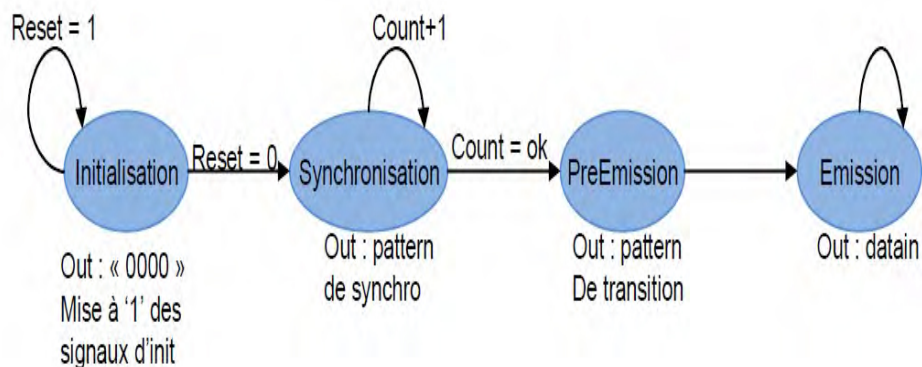 Reset = 1
Count+1
Initialisation
Reset = 0
Synchronisation
Count = ok
PreEmission
Emission
Out : « 0000 »
Mise à ‘1’ des
signaux d’init
Out : pattern
de synchro
Out : pattern
De transition
Out : datain